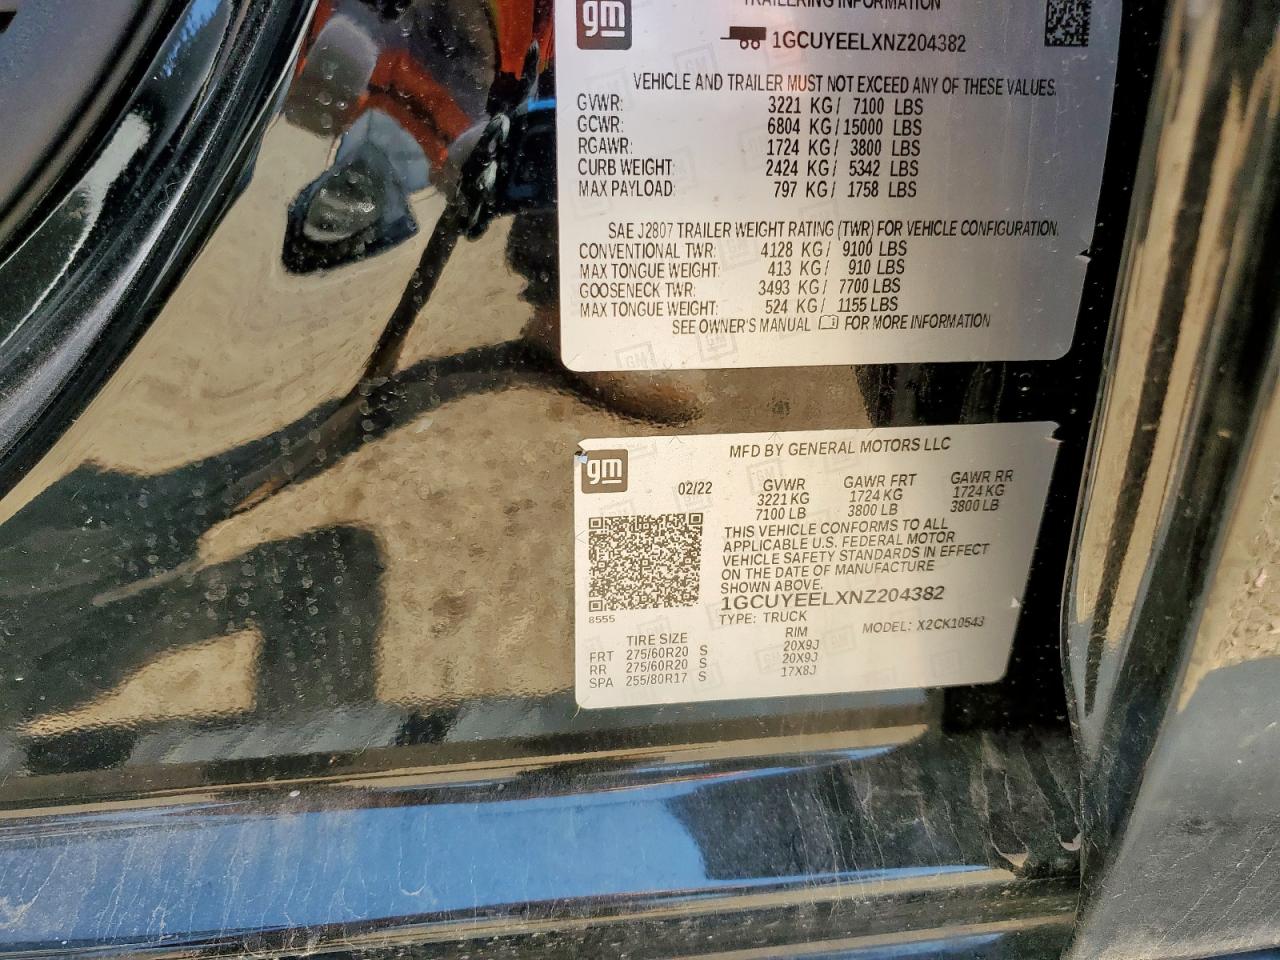 gm
TRAILERING INFORMATION
1GCUYEELXNZ204382
VEHICLE AND TRAILER MUST NOT EXCEED ANY OF THESE VALUES.
GVWR: 3221 KG/ 7100 LBS
GCWR: 6804 KG/ 15000 LBS
RGAWR: 1724 KG/ 3800 LBS
CURB WEIGHT: 2424 KG/ 5342 LBS
MAX PAYLOAD: 797 KG/ 1758 LBS
SAE J2807 TRAILER WEIGHT RATING (TWR) FOR VEHICLE CONFIGURATION.
CONVENTIONAL TWR: 4128 KG/ 9100 LBS
MAX TONGUE WEIGHT: 413 KG/ 910 LBS
GOOSENECK TWR: 3493 KG/ 7700 LBS
MAX TONGUE WEIGHT: 524 KG/ 1155 LBS
SEE OWNER'S MANUAL FOR MORE INFORMATION
gm
MFD BY GENERAL MOTORS LLC
02/22 GVWR GAWR FRT GAWR RR
3221 KG 1724 KG 1724 KG
7100 LB 3800 LB 3800 LB
THIS VEHICLE CONFORMS TO ALL
APPLICABLE U.S. FEDERAL MOTOR
VEHICLE SAFETY STANDARDS IN EFFECT
ON THE DATE OF MANUFACTURE
SHOWN ABOVE.
1GCUYEELXNZ204382
8555
TYPE: TRUCK MODEL: X2CK10543
TIRE SIZE RIM
FRT 275/60R20 S 20X9J
RR 275/60R20 S 20X9J
SPA 255/80R17 S 17X8J